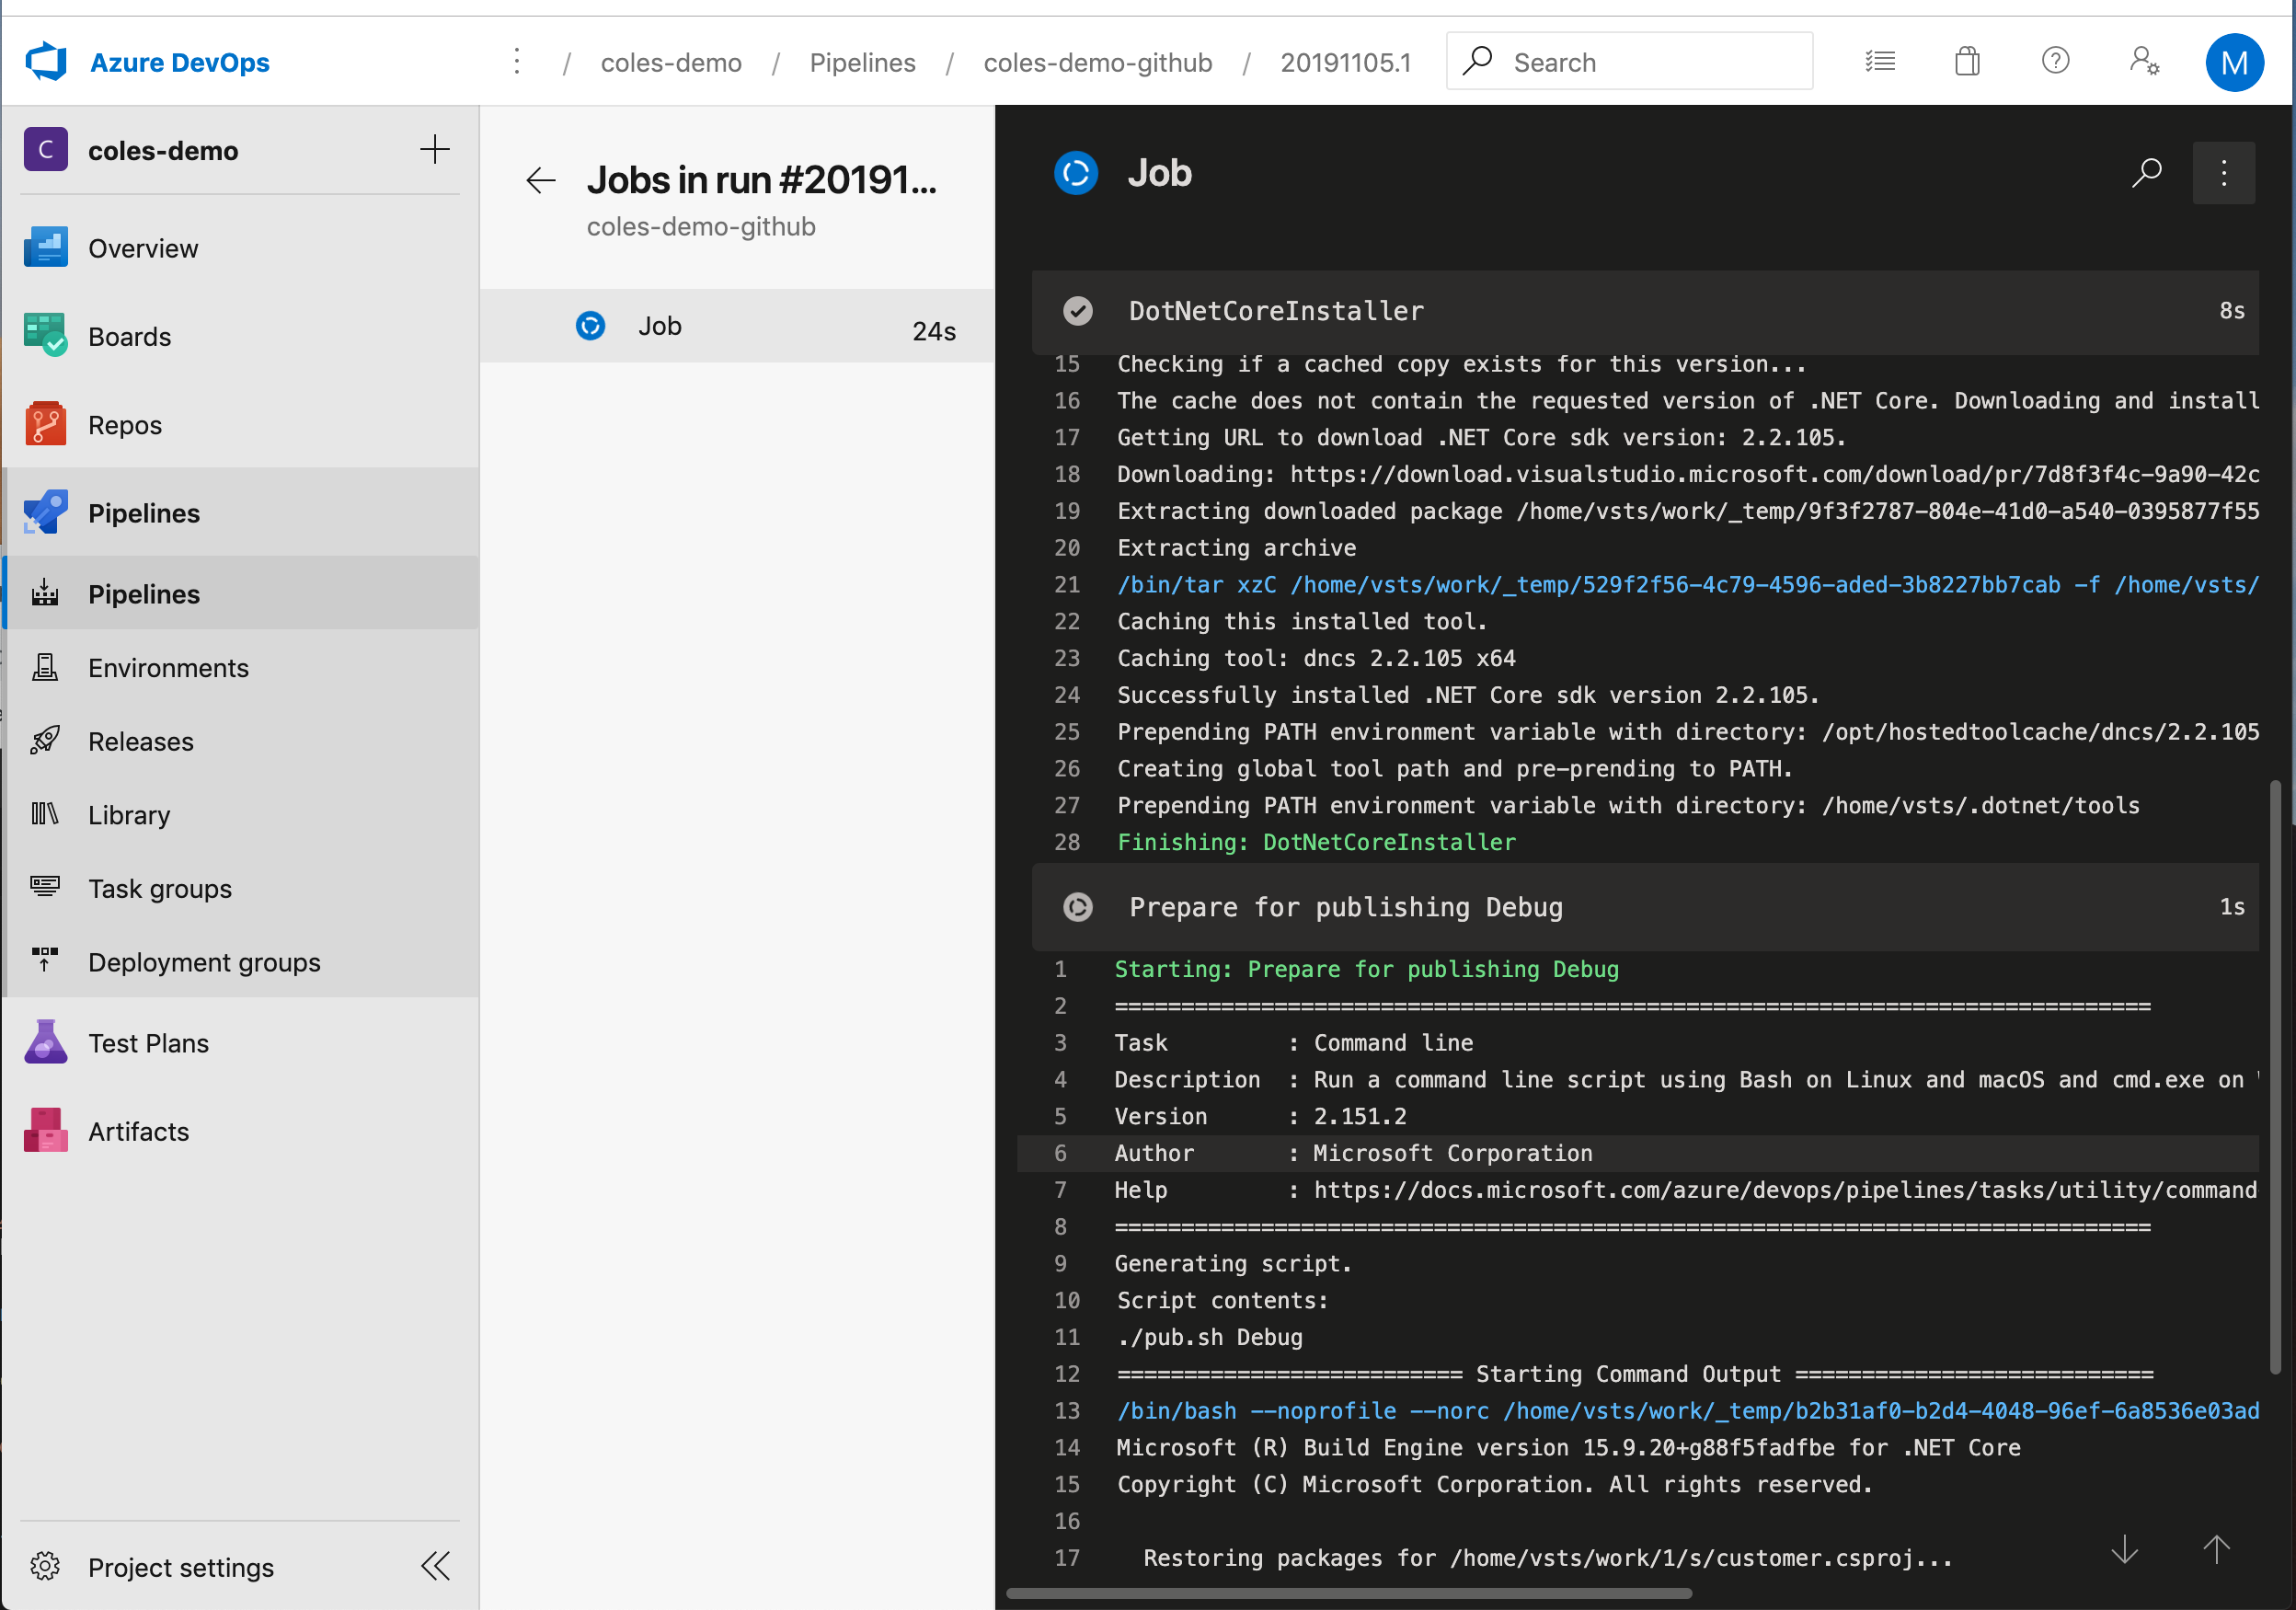 Azure DevOps
/ coles-demo / Pipelines / coles-demo-github / 20191105.1
Search
M
C coles-demo
Overview
Boards
Repos
Pipelines
Pipelines
Environments
Releases
Library
Task groups
Deployment groups
Test Plans
Artifacts
Project settings
Jobs in run #20191...
coles-demo-github
Job 24s
Job
DotNetCoreInstaller 8s
15 Checking if a cached copy exists for this version...
16 The cache does not contain the requested version of .NET Core. Downloading and install
17 Getting URL to download .NET Core sdk version: 2.2.105.
18 Downloading: https://download.visualstudio.microsoft.com/download/pr/7d8f3f4c-9a90-42c
19 Extracting downloaded package /home/vsts/work/_temp/9f3f2787-804e-41d0-a540-0395877f55
20 Extracting archive
21 /bin/tar xzC /home/vsts/work/_temp/529f2f56-4c79-4596-aded-3b8227bb7cab -f /home/vsts/
22 Caching this installed tool.
23 Caching tool: dncs 2.2.105 x64
24 Successfully installed .NET Core sdk version 2.2.105.
25 Prepending PATH environment variable with directory: /opt/hostedtoolcache/dncs/2.2.105
26 Creating global tool path and pre-prending to PATH.
27 Prepending PATH environment variable with directory: /home/vsts/.dotnet/tools
28 Finishing: DotNetCoreInstaller
Prepare for publishing Debug 1s
1 Starting: Prepare for publishing Debug
2 ==============================================================================
3 Task : Command line
4 Description : Run a command line script using Bash on Linux and macOS and cmd.exe on
5 Version : 2.151.2
6 Author : Microsoft Corporation
7 Help : https://docs.microsoft.com/azure/devops/pipelines/tasks/utility/command
8 ==============================================================================
9 Generating script.
10 Script contents:
11 ./pub.sh Debug
12 ========================== Starting Command Output ===========================
13 /bin/bash --noprofile --norc /home/vsts/work/_temp/b2b31af0-b2d4-4048-96ef-6a8536e03ad
14 Microsoft (R) Build Engine version 15.9.20+g88f5fadfbe for .NET Core
15 Copyright (C) Microsoft Corporation. All rights reserved.
16
17 Restoring packages for /home/vsts/work/1/s/customer.csproj...